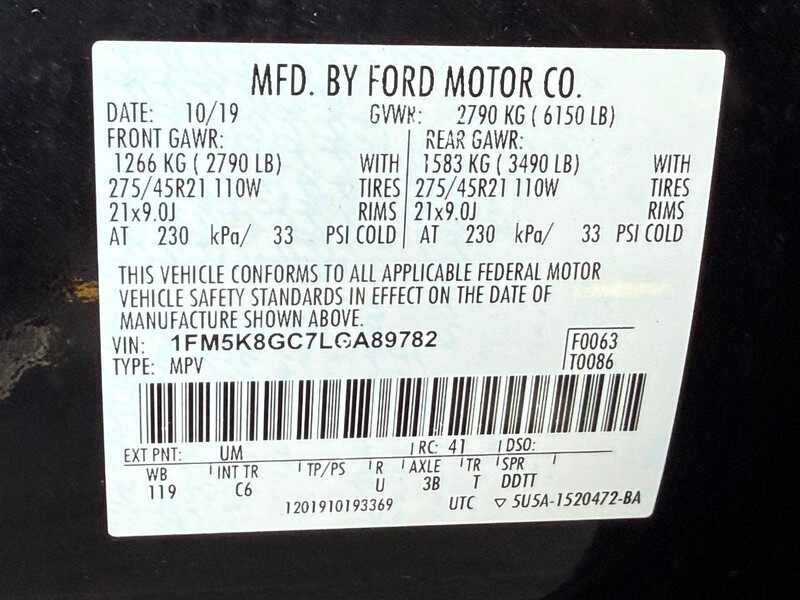 MFD. BY FORD MOTOR CO.
DATE: 10/19 GVWR: 2790 KG ( 6150 LB)
FRONT GAWR: REAR GAWR:
1266 KG ( 2790 LB) WITH 1583 KG ( 3490 LB) WITH
275/45R21 110W TIRES 275/45R21 110W TIRES
21x9.0J RIMS 21x9.0J RIMS
AT 230 kPa/ 33 PSI COLD AT 230 kPa/ 33 PSI COLD
THIS VEHICLE CONFORMS TO ALL APPLICABLE FEDERAL MOTOR
VEHICLE SAFETY STANDARDS IN EFFECT ON THE DATE OF
MANUFACTURE SHOWN ABOVE.
VIN: 1FM5K8GC7LGA89782 F0063
TYPE: MPV T0086
EXT PNT: UM RC: 41 DSO:
WB INT TR TP/PS R AXLE TR SPR
119 C6 U 3B T DDTT
1201910193369 UTC ▽ 5U5A-1520472-BA